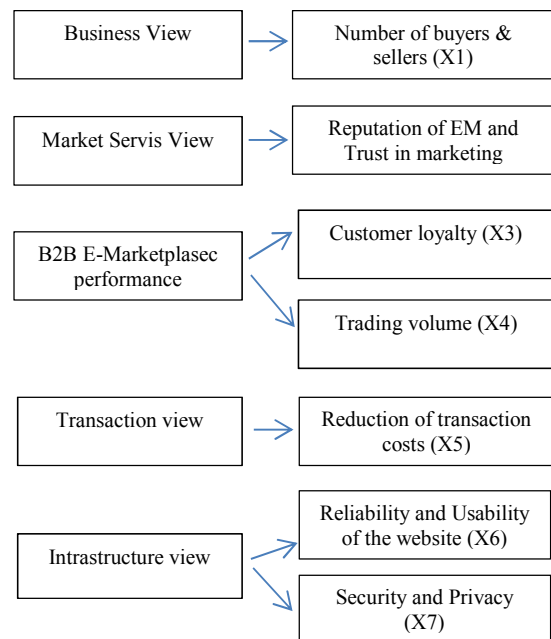 Business View
Number of buyers &
sellers (X1)
Market Servis View
Reputation of EM and
Trust in marketing
B2B E-Marketplasec
performance
Customer loyalty (X3)
Trading volume (X4)
Transaction view
Reduction of transaction
costs (X5)
Intrastructure view
Reliability and Usability
of the website (X6)
Security and Privacy
(X7)